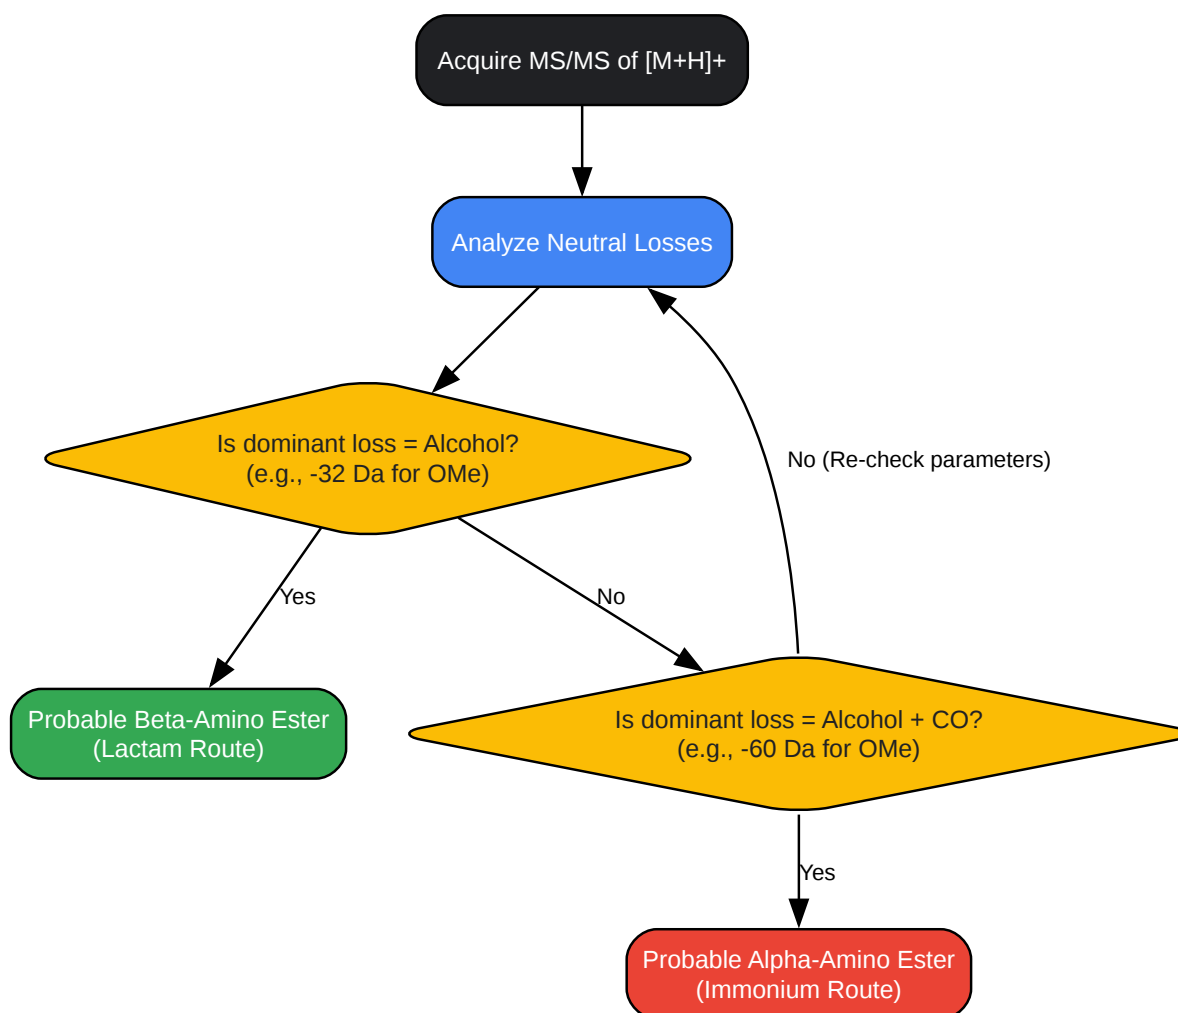 Acquire MS/MS of [M+H]+
Analyze Neutral Losses
Is dominant loss = Alcohol?
(e.g., -32 Da for OMe)
No (Re-check parameters)
Yes
No
Probable Beta-Amino Ester
(Lactam Route)
Is dominant loss = Alcohol + CO?
(e.g., -60 Da for OMe)
Yes
Probable Alpha-Amino Ester
(Immonium Route)